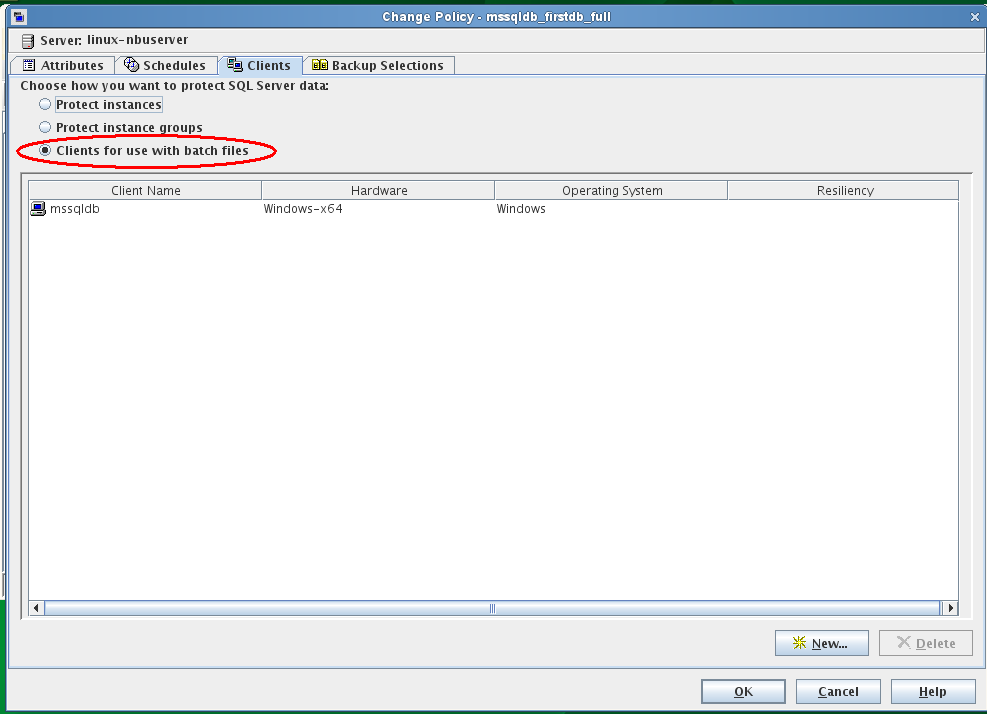 Change Policy - mssqldb_firstdb_full
Server: linux-nbuserver
Attributes Schedules Clients Backup Selections
Choose how you want to protect SQL Server data:
Protect instances
Protect instance groups
Clients for use with batch files
Client Name Hardware Operating System Resiliency
mssqldb Windows-x64 Windows
New... Delete
OK Cancel Help